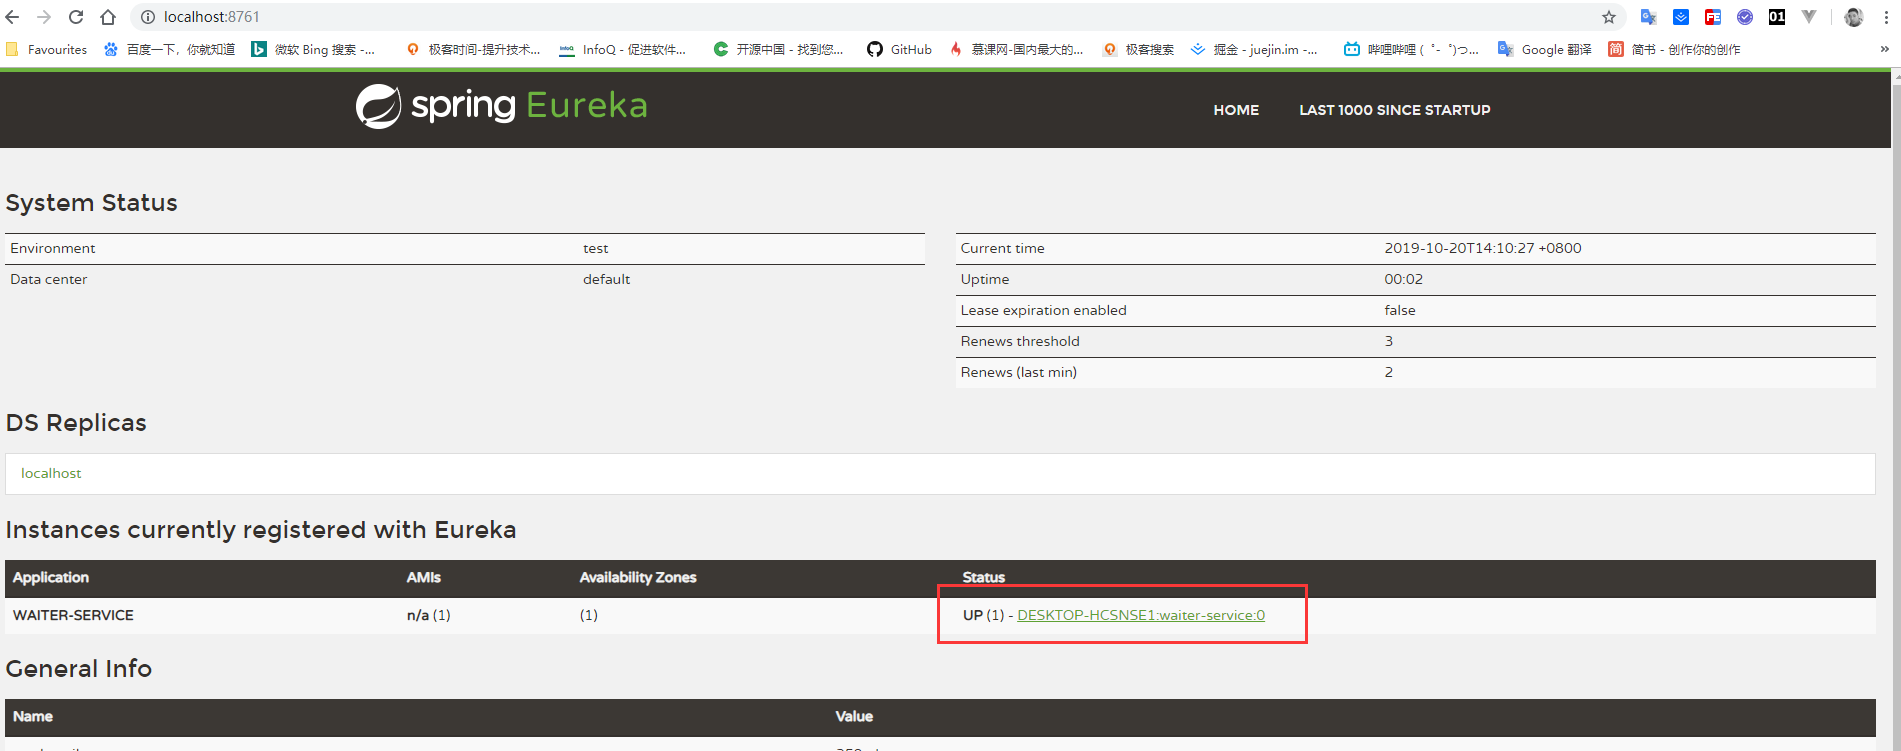 localhost:8761
Favourites 百度一下，你就知道 微软 Bing 搜索 -... 极客时间-提升技术... InfoQ - 促进软件... 开源中国 - 找到您... GitHub 慕课网-国内最大的... 极客搜索 掘金 - juejin.im -... 哔哩哔哩 ( ゜- ゜)つ... Google 翻译 简书 - 创作你的创作 »
spring Eureka HOME LAST 1000 SINCE STARTUP
System Status
Environment test Current time 2019-10-20T14:10:27 +0800
Data center default Uptime 00:02
Lease expiration enabled false
Renews threshold 3
Renews (last min) 2
DS Replicas
localhost
Instances currently registered with Eureka
Application AMIs Availability Zones Status
WAITER-SERVICE n/a (1) (1) UP (1) - DESKTOP-HCSNSE1:waiter-service:0
General Info
Name Value